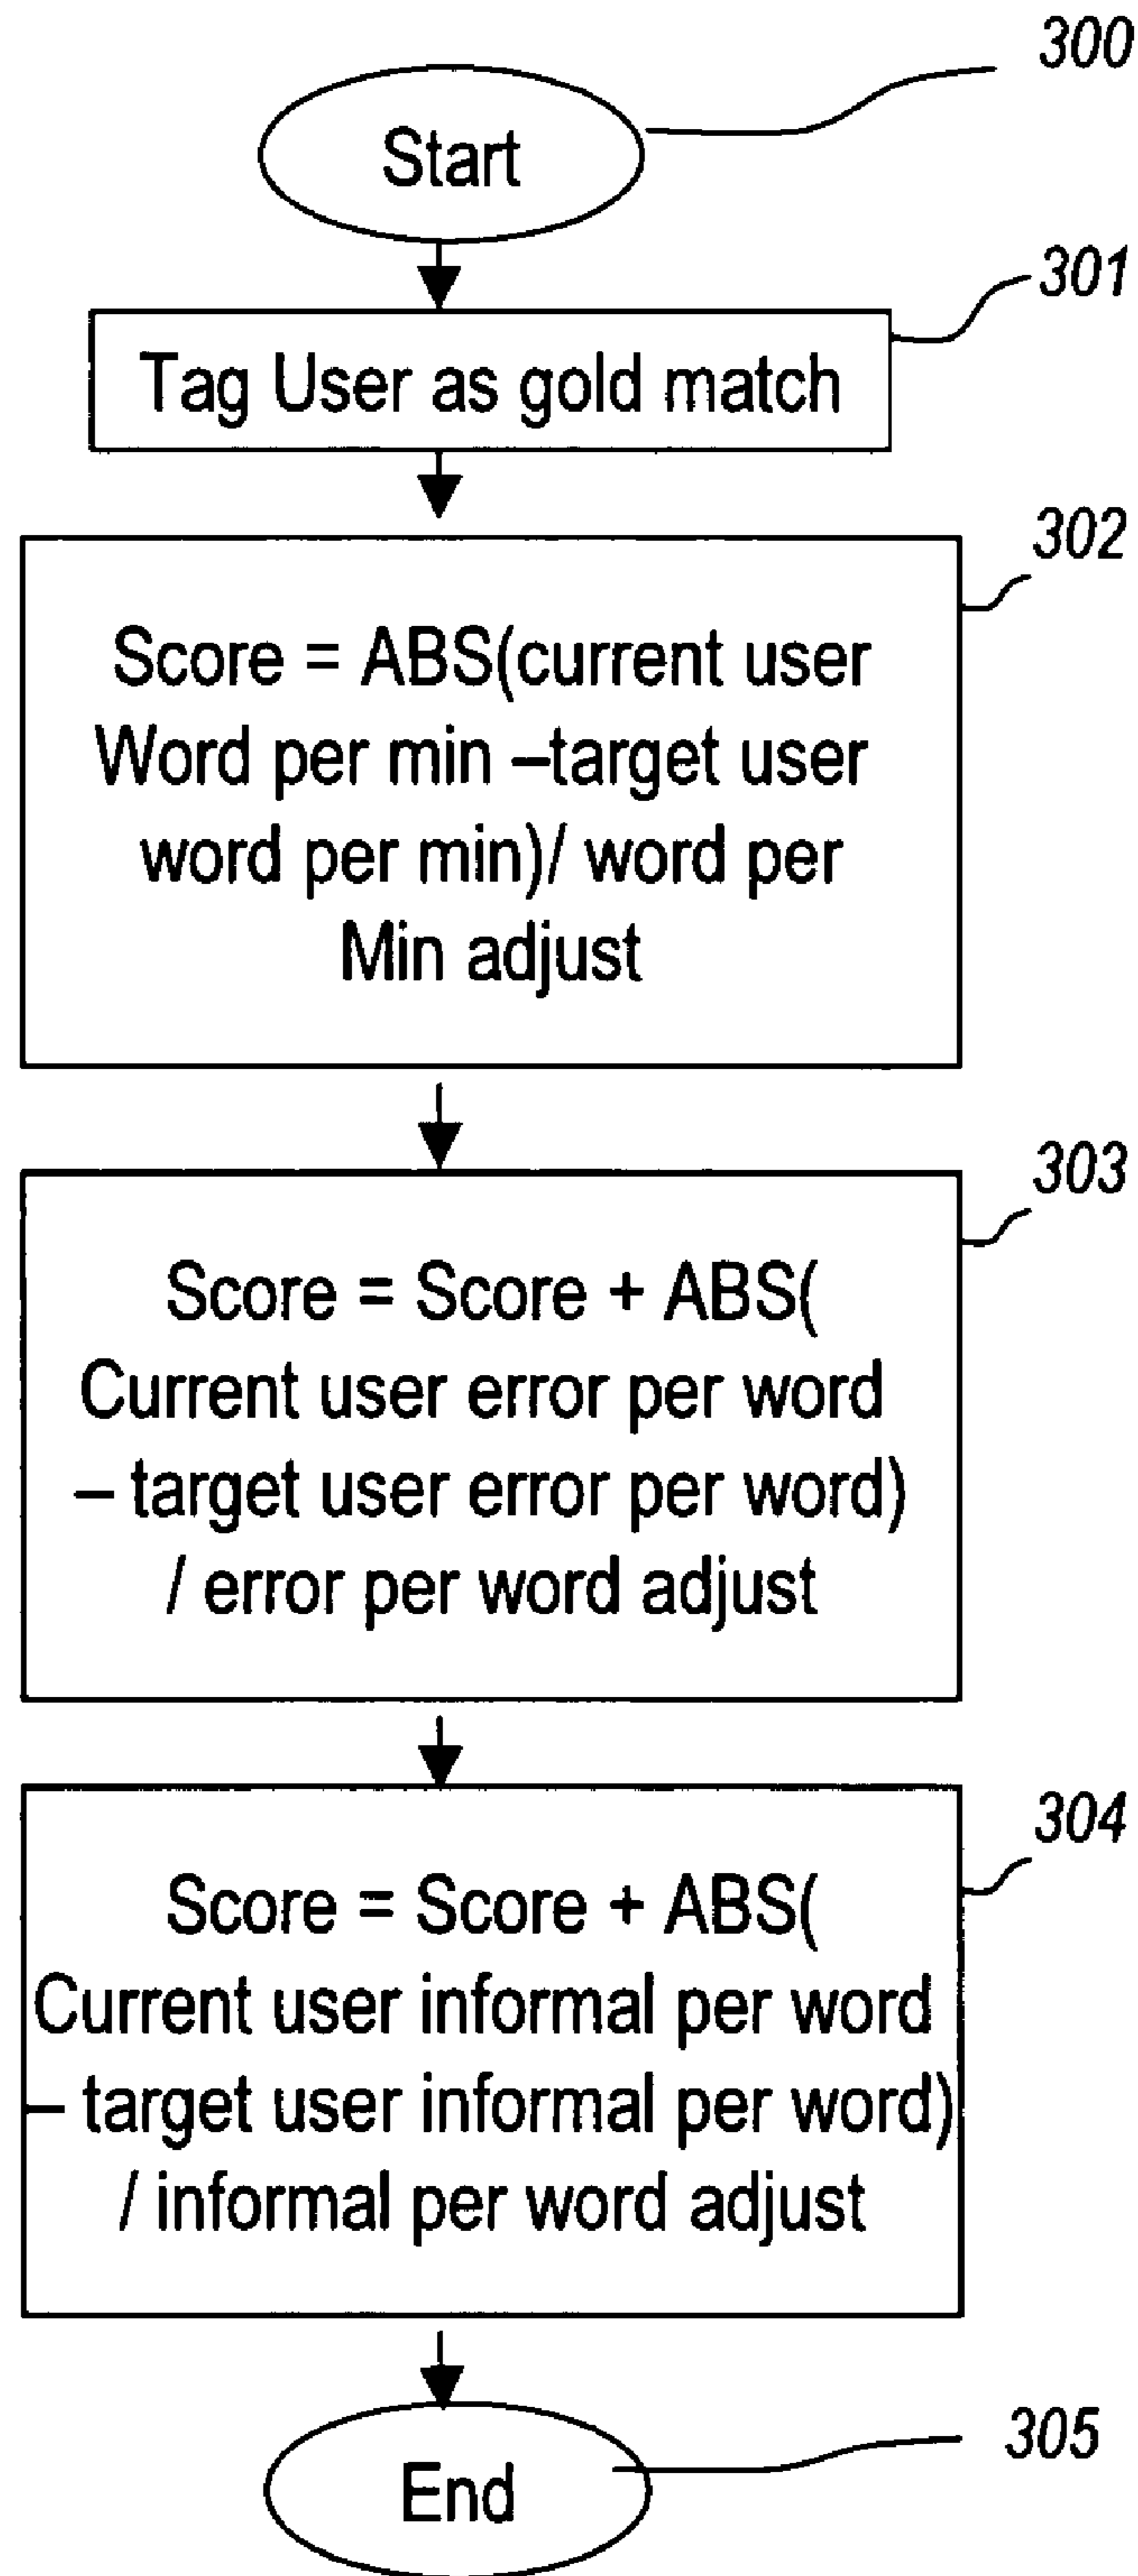 300
Start
301
Tag User as gold match
302
Score = ABS(current user
Word per min –target user
word per min)/ word per
Min adjust
303
Score = Score + ABS(
Current user error per word
– target user error per word)
/ error per word adjust
304
Score = Score + ABS(
Current user informal per word
– target user informal per word)
/ informal per word adjust
305
End